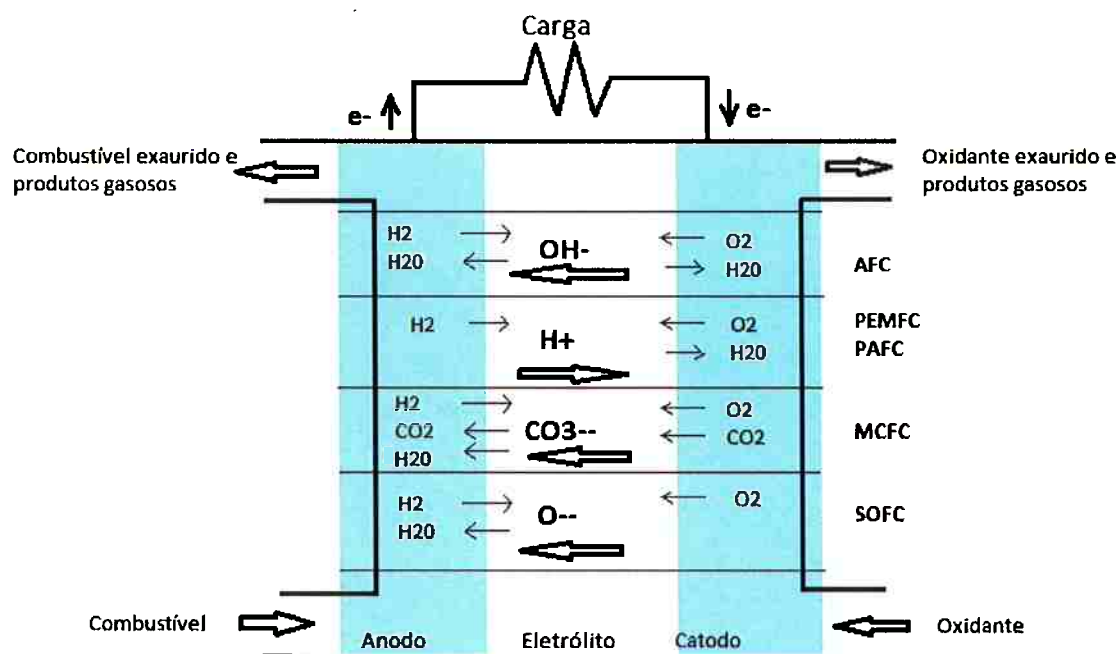 Carga
e-
e-
Combustível exaurido e
produtos gasosos
Oxidante exaurido e
produtos gasosos
H2
H20
OH-
O2
H20
AFC
H2
H+
O2
H20
PEMFC
PAFC
H2
CO2
H20
CO3--
O2
CO2
MCFC
H2
H20
O--
O2
SOFC
Combustível
Oxidante
Anodo
Eletrólito
Catodo